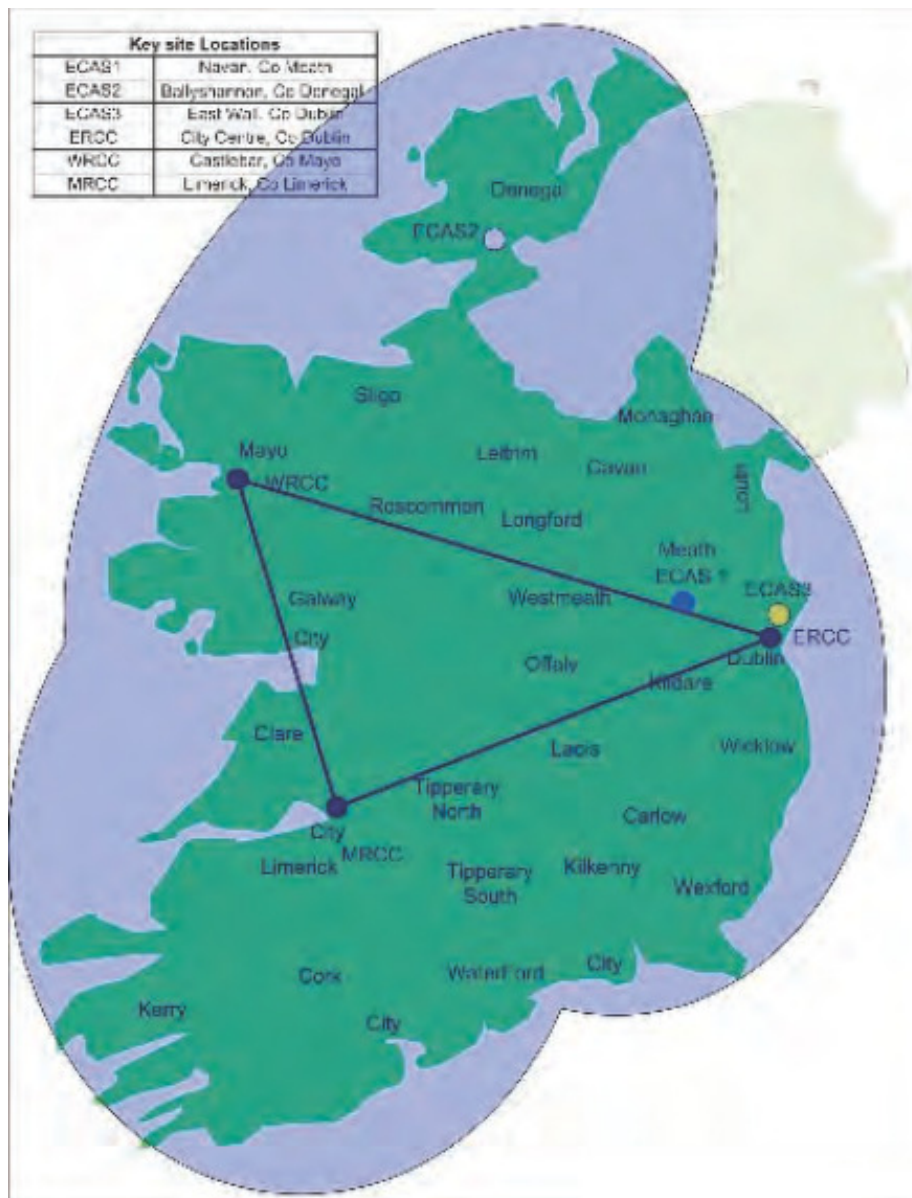 Key site Locations
ECAS1 Navan, Co Meath
ECAS2 Ballyshannon, Co Donegal
ECAS3 East Wall, Co Dublin
ERCC City Centre, Co Dublin
WRCC Castlebar, Co Mayo
MRCC Limerick, Co Limerick
Donegal
ECAS2
Sligo
Monaghan
Mayo
Leitrim
Cavan
WRCC
Louth
Roscommon
Longford
Meath
ECAS 1
ECAS3
Galway
Westmeath
City
ERCC
Offaly
Dublin
Kildare
Clare
Laois
Wicklow
Tipperary
North
Carlow
City
MRCC
Limerick
Tipperary
South
Kilkenny
Wexford
Cork
WaterFord
City
Kerry
City